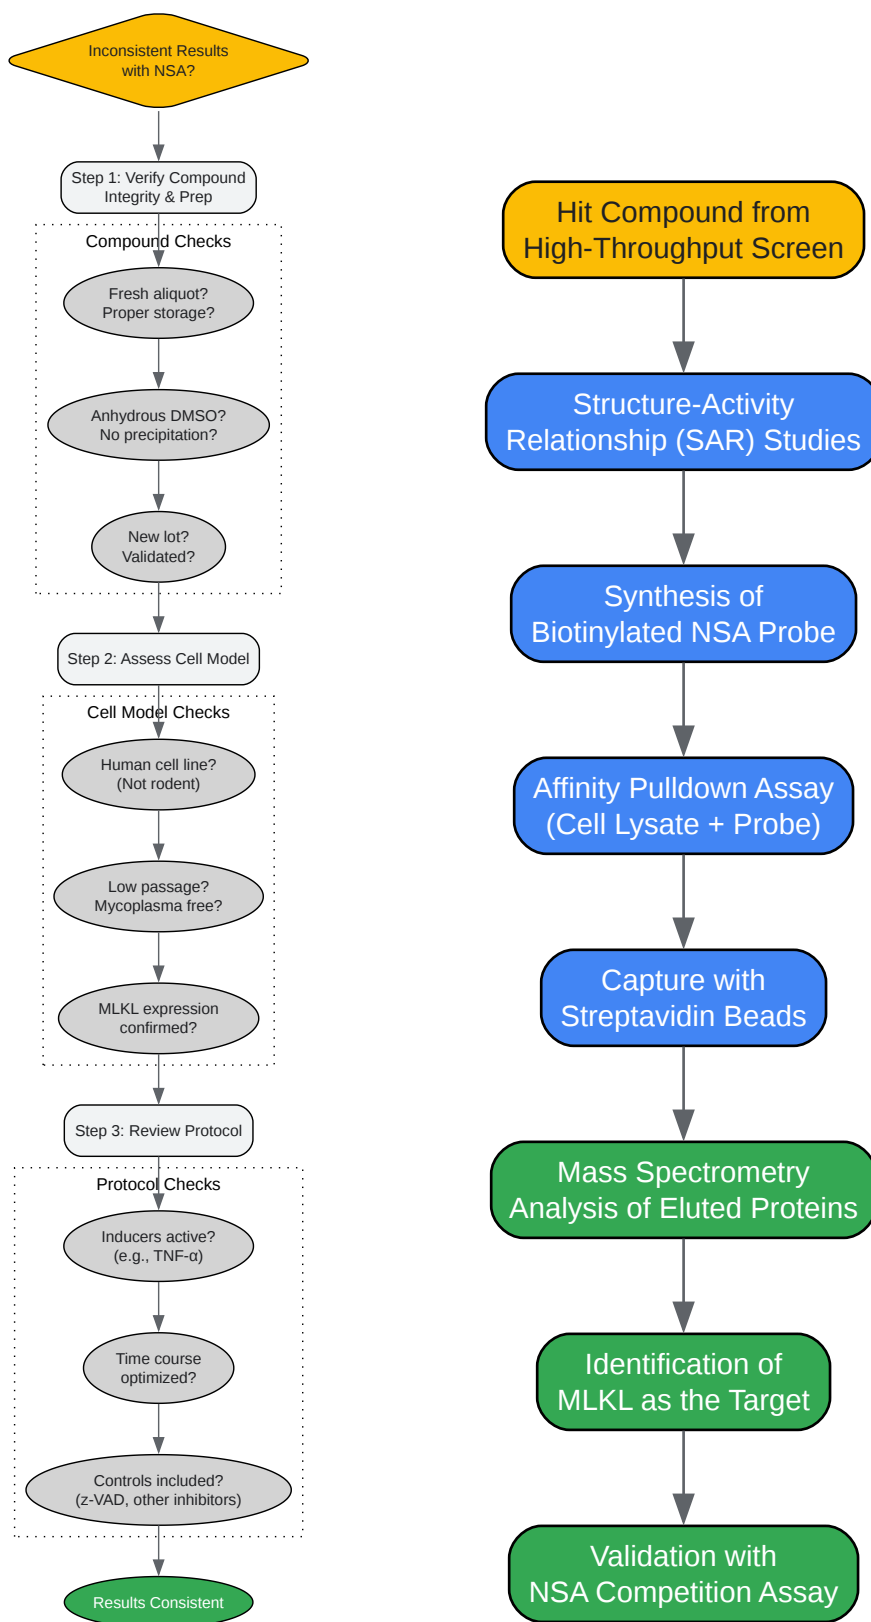 Inconsistent Results
with NSA?
Step 1: Verify Compound
Integrity & Prep
Compound Checks
Fresh aliquot?
Proper storage?
Anhydrous DMSO?
No precipitation?
New lot?
Validated?
Step 2: Assess Cell Model
Cell Model Checks
Human cell line?
(Not rodent)
Low passage?
Mycoplasma free?
MLKL expression
confirmed?
Step 3: Review Protocol
Protocol Checks
Inducers active?
(e.g., TNF-α)
Time course
optimized?
Controls included?
(z-VAD, other inhibitors)
Results Consistent
Hit Compound from
High-Throughput Screen
Structure-Activity
Relationship (SAR) Studies
Synthesis of
Biotinylated NSA Probe
Affinity Pulldown Assay
(Cell Lysate + Probe)
Capture with
Streptavidin Beads
Mass Spectrometry
Analysis of Eluted Proteins
Identification of
MLKL as the Target
Validation with
NSA Competition Assay